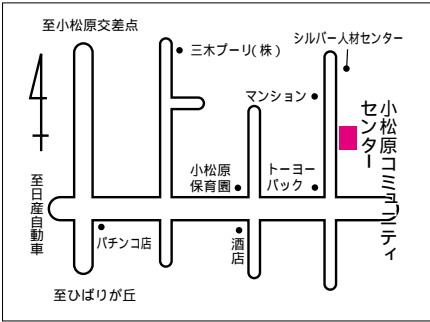 至小松原交差点
三木プーリ(株)
シルバー人材センター
マンション
小松原コミュニティ
センター
小松原
保育園
トーヨー
パック
至日産自動車
パチンコ店
酒店
至ひばりが丘